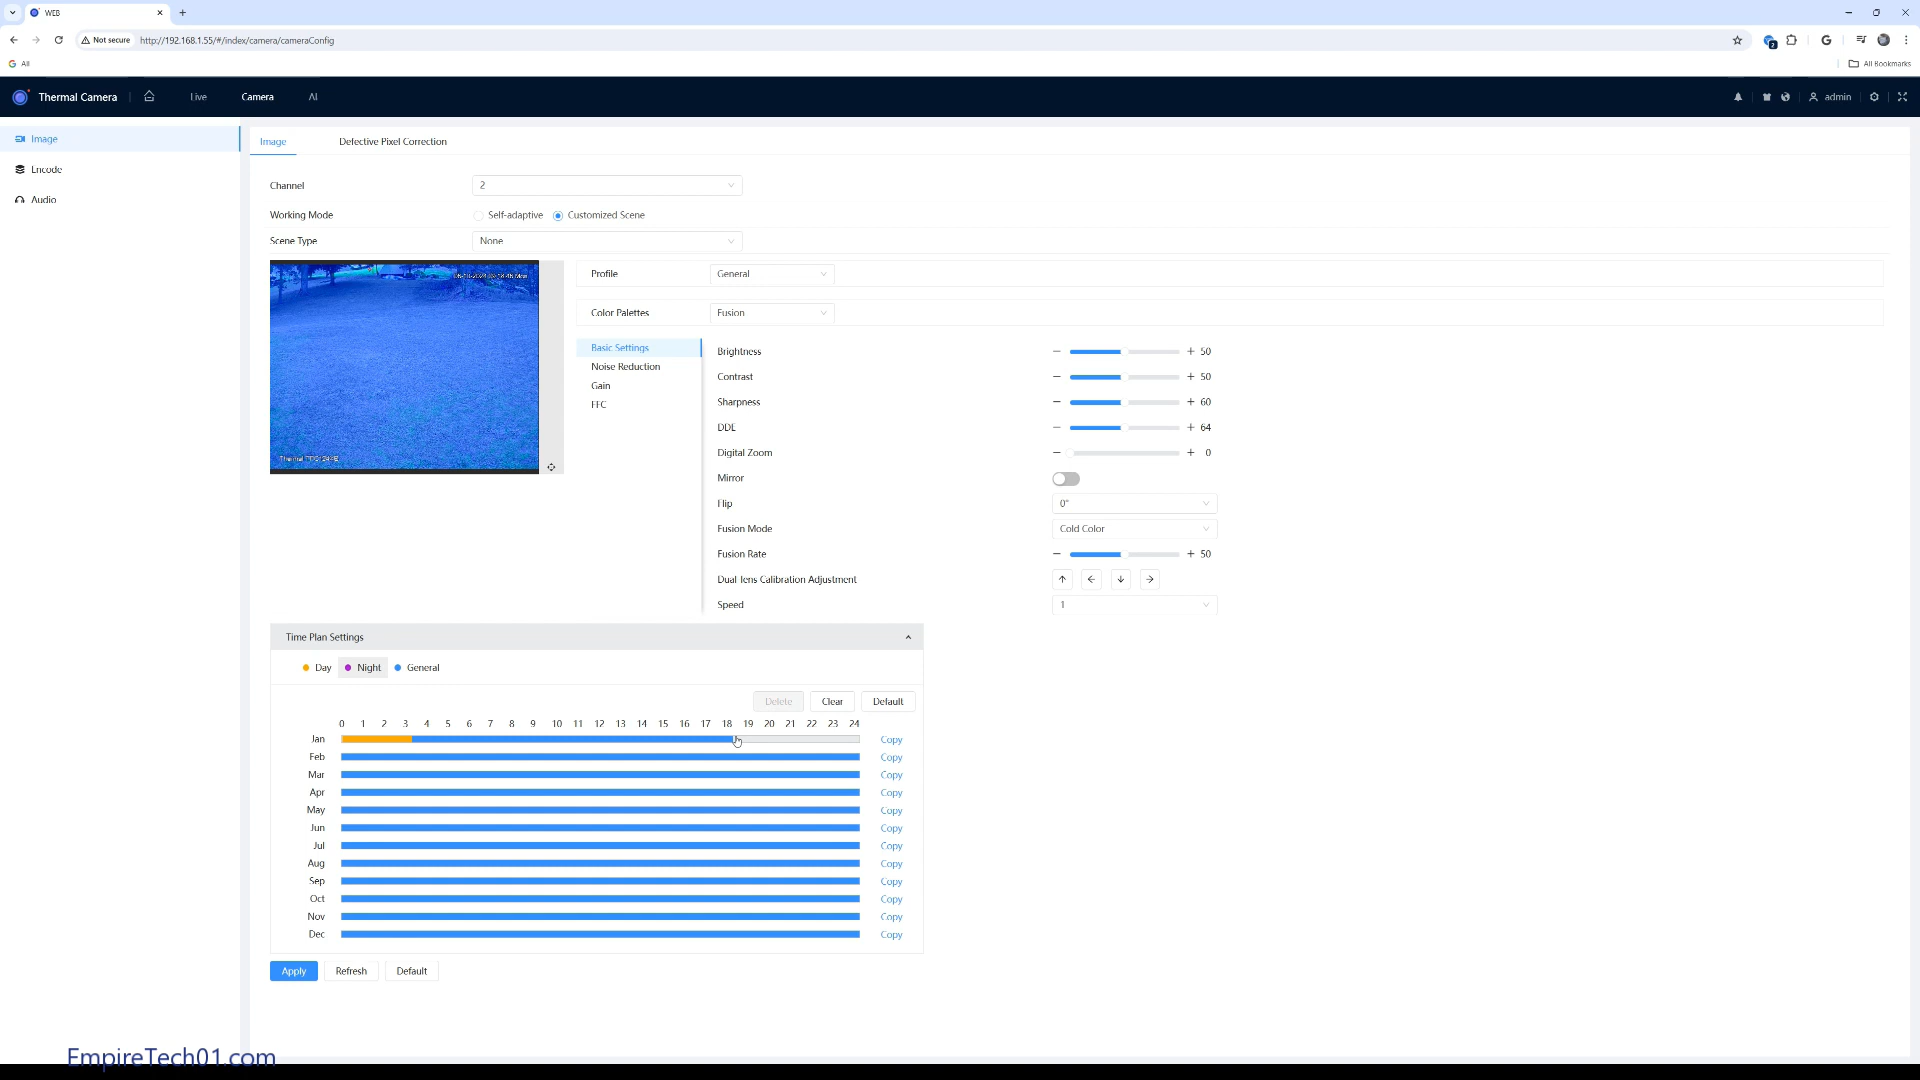 WEB
Not secure
http://192.168.1.55/#/index/camera/cameraConfig
2
All
All Bookmarks
Thermal Camera
Live
Camera
AI
admin
Image
Encode
Audio
Image
Defective Pixel Correction
Channel
2
Working Mode
Self-adaptive
Customized Scene
Scene Type
None
Profile
General
Color Palettes
Fusion
Basic Settings
Noise Reduction
Gain
FFC
Brightness
50
Contrast
50
Sharpness
60
DDE
64
Digital Zoom
0
Mirror
Flip
0°
Fusion Mode
Cold Color
Fusion Rate
50
Dual-lens Calibration Adjustment
Speed
1
Time Plan Settings
Day
Night
General
Delete
Clear
Default
0 1 2 3 4 5 6 7 8 9 10 11 12 13 14 15 16 17 18 19 20 21 22 23 24
Jan Copy
Feb Copy
Mar Copy
Apr Copy
May Copy
Jun Copy
Jul Copy
Aug Copy
Sep Copy
Oct Copy
Nov Copy
Dec Copy
Apply
Refresh
Default
EmpireTech01.com